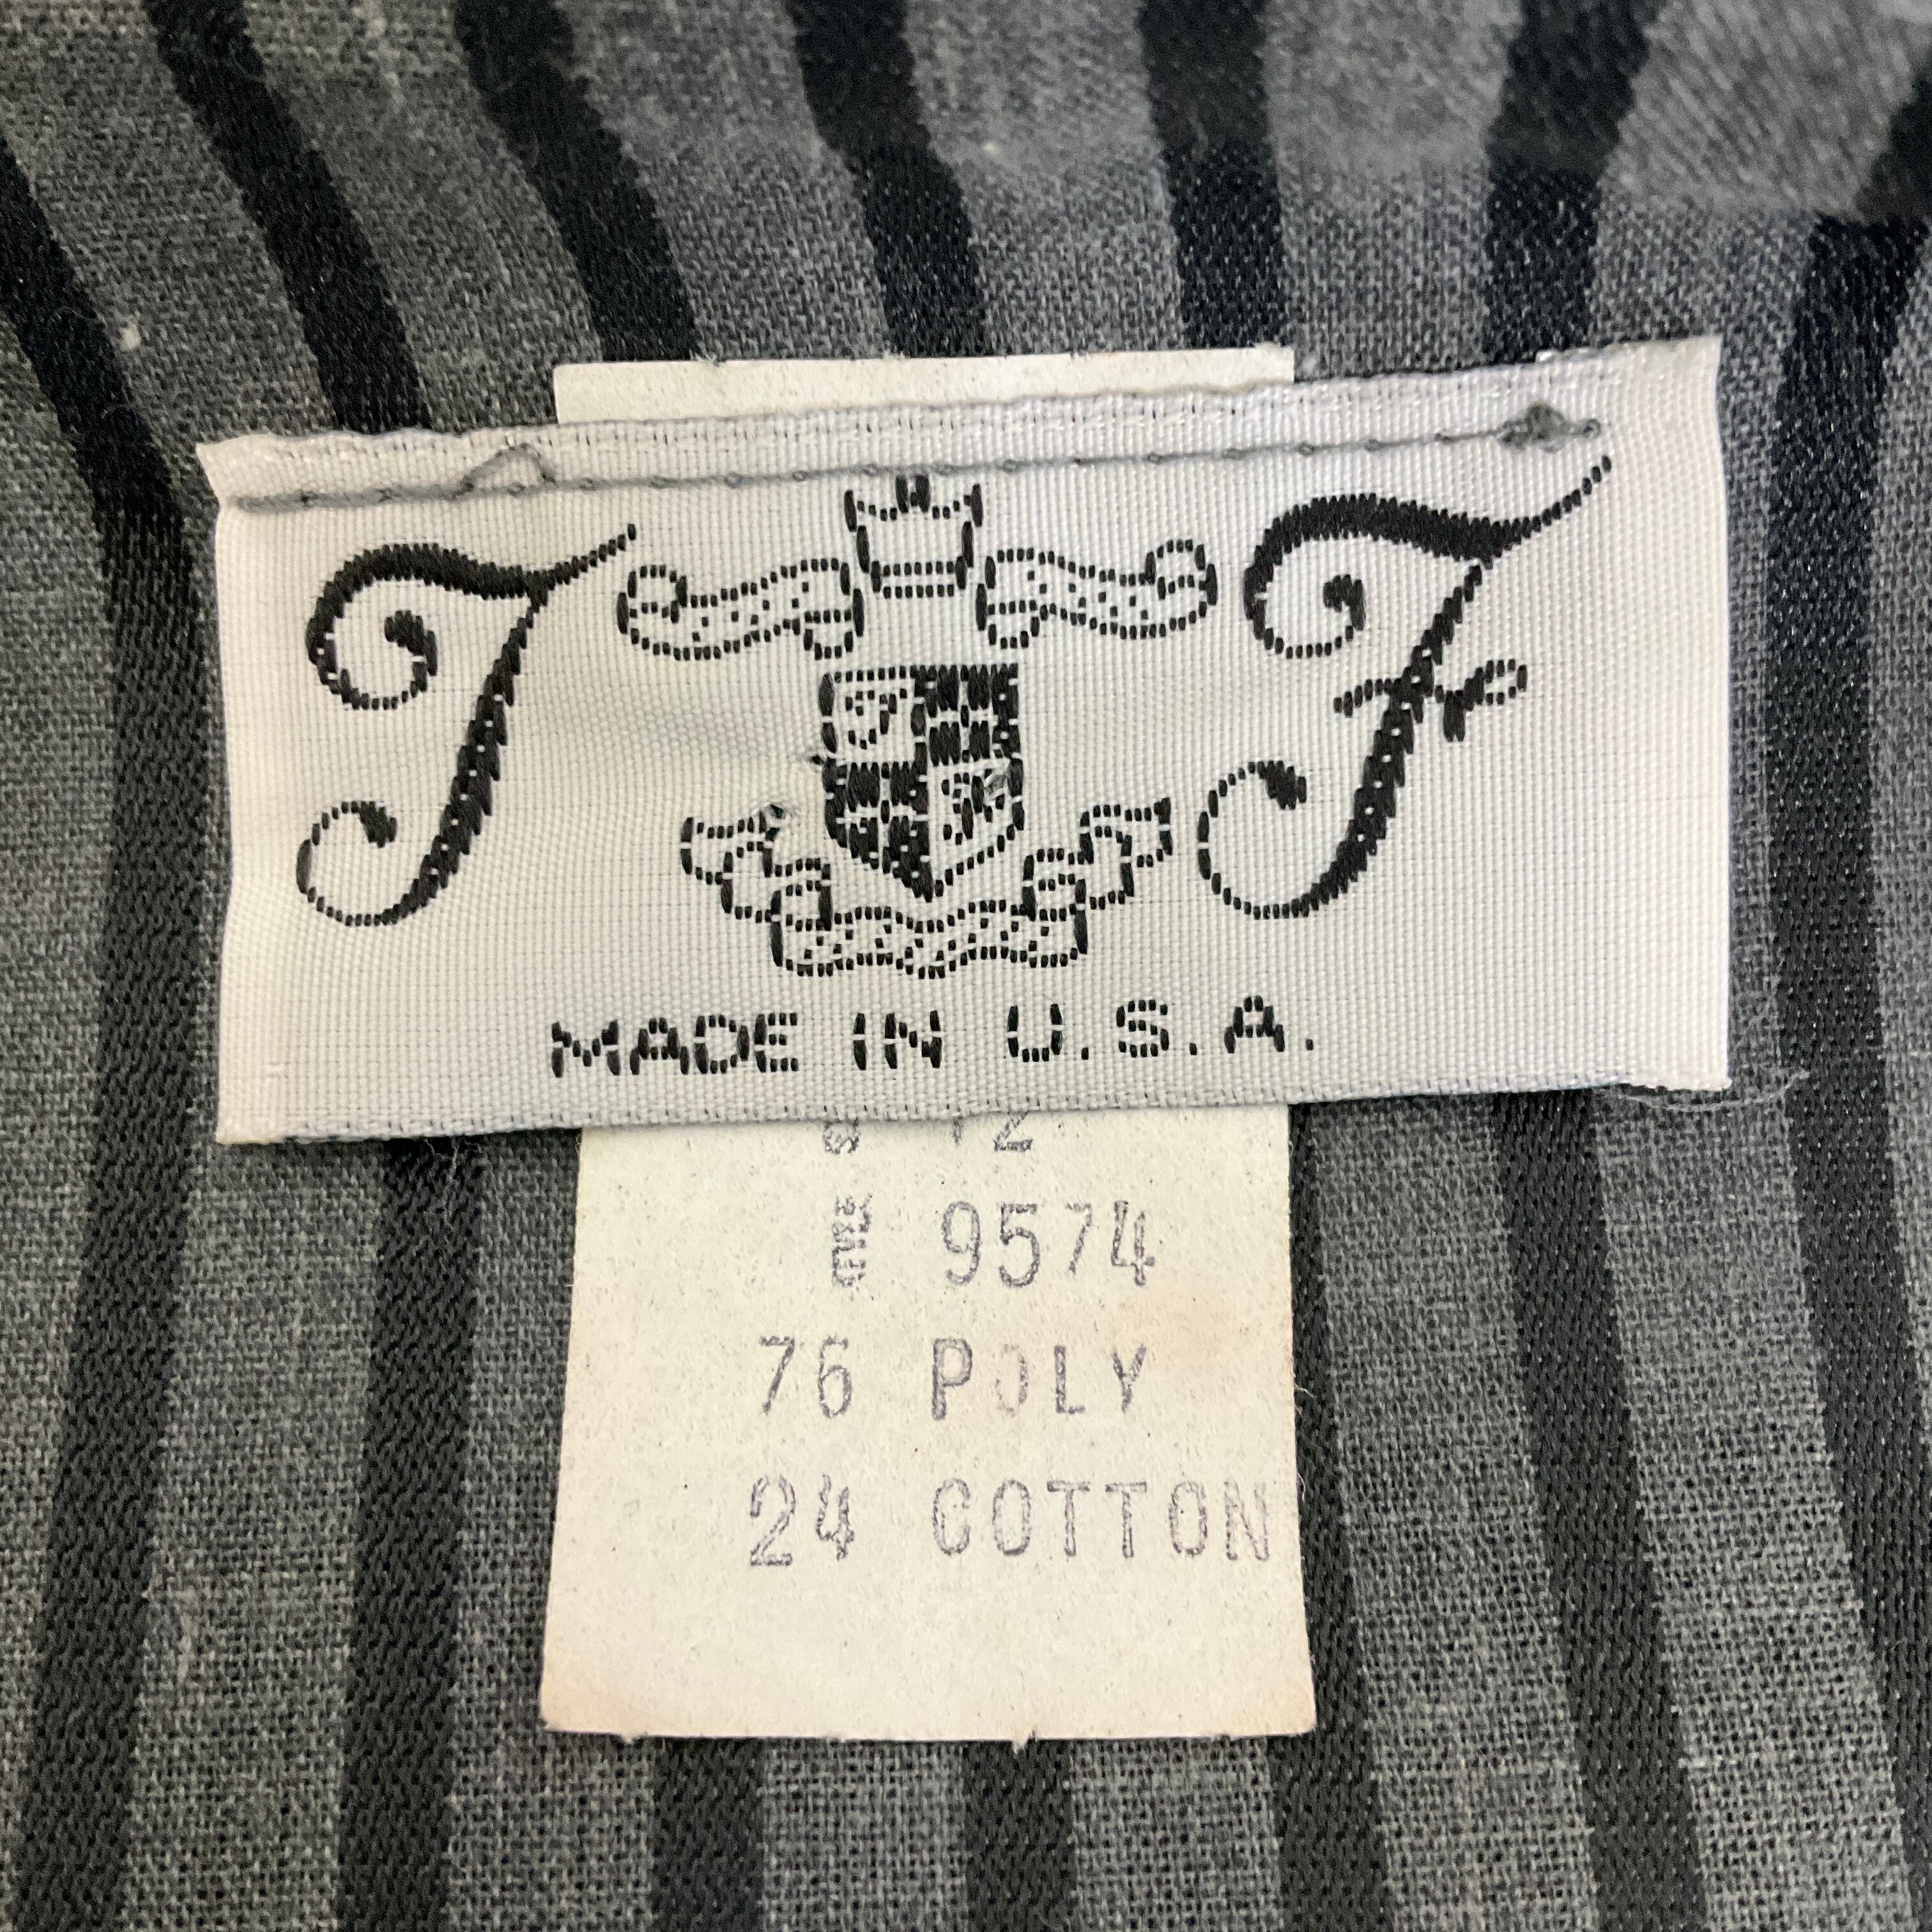 T F
MADE IN U.S.A.
9574
76 POLY
24 COTTON